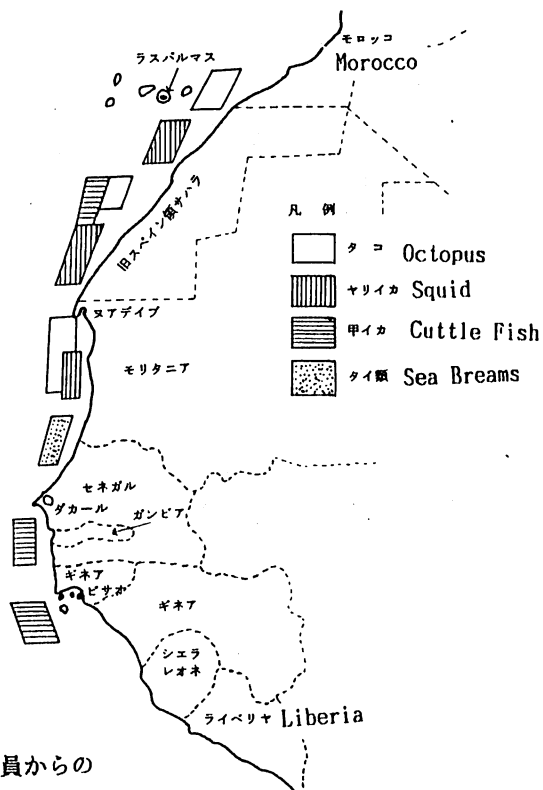 モロッコ
Morocco
ラスパルマス
旧スペイン領サハラ
凡例
タコ Octopus
ヤリイカ Squid
甲イカ Cuttle Fish
タイ類 Sea Breams
ヌアデイブ
モリタニア
セネガル
ダカール
ガンビア
ギネア
ビサオ
ギネア
シエラ
レオネ
ライベリヤ Liberia
員からの